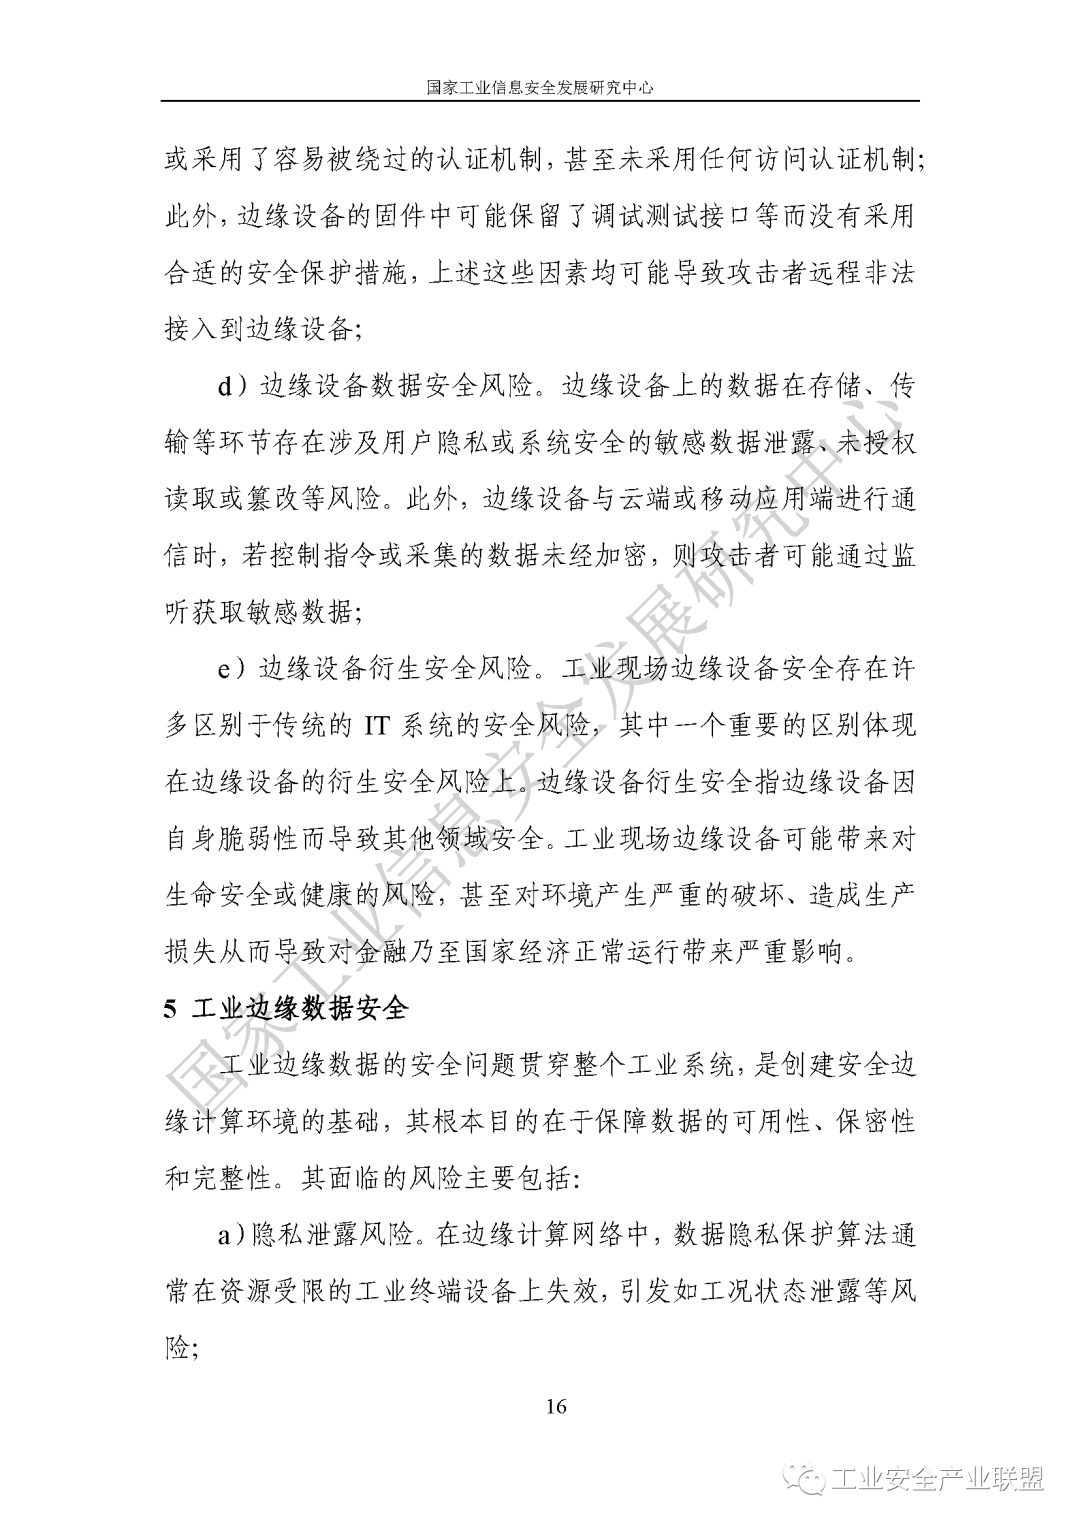 国家工业信息安全发展研究中心
或采用了容易被绕过的认证机制，甚至未采用任何访问认证机制；
此外，边缘设备的固件中可能保留了调试测试接口等而没有采用
合适的安全保护措施，上述这些因素均可能导致攻击者远程非法
接入到边缘设备；
d）边缘设备数据安全风险。边缘设备上的数据在存储、传
输等环节存在涉及用户隐私或系统安全的敏感数据泄露、未授权
读取或篡改等风险。此外，边缘设备与云端或移动应用端进行通
信时，若控制指令或采集的数据未经加密，则攻击者可能通过监
听获取敏感数据；
e）边缘设备衍生安全风险。工业现场边缘设备安全存在许
多区别于传统的 IT 系统的安全风险，其中一个重要的区别体现
在边缘设备的衍生安全风险上。边缘设备衍生安全指边缘设备因
自身脆弱性而导致其他领域安全。工业现场边缘设备可能带来对
生命安全或健康的风险，甚至对环境产生严重的破坏、造成生产
损失从而导致对金融乃至国家经济正常运行带来严重影响。
5 工业边缘数据安全
工业边缘数据的安全问题贯穿整个工业系统，是创建安全边
缘计算环境的基础，其根本目的在于保障数据的可用性、保密性
和完整性。其面临的风险主要包括：
a）隐私泄露风险。在边缘计算网络中，数据隐私保护算法通
常在资源受限的工业终端设备上失效，引发如工况状态泄露等风
险；
16
国家工业信息安全发展研究中心
工业安全产业联盟